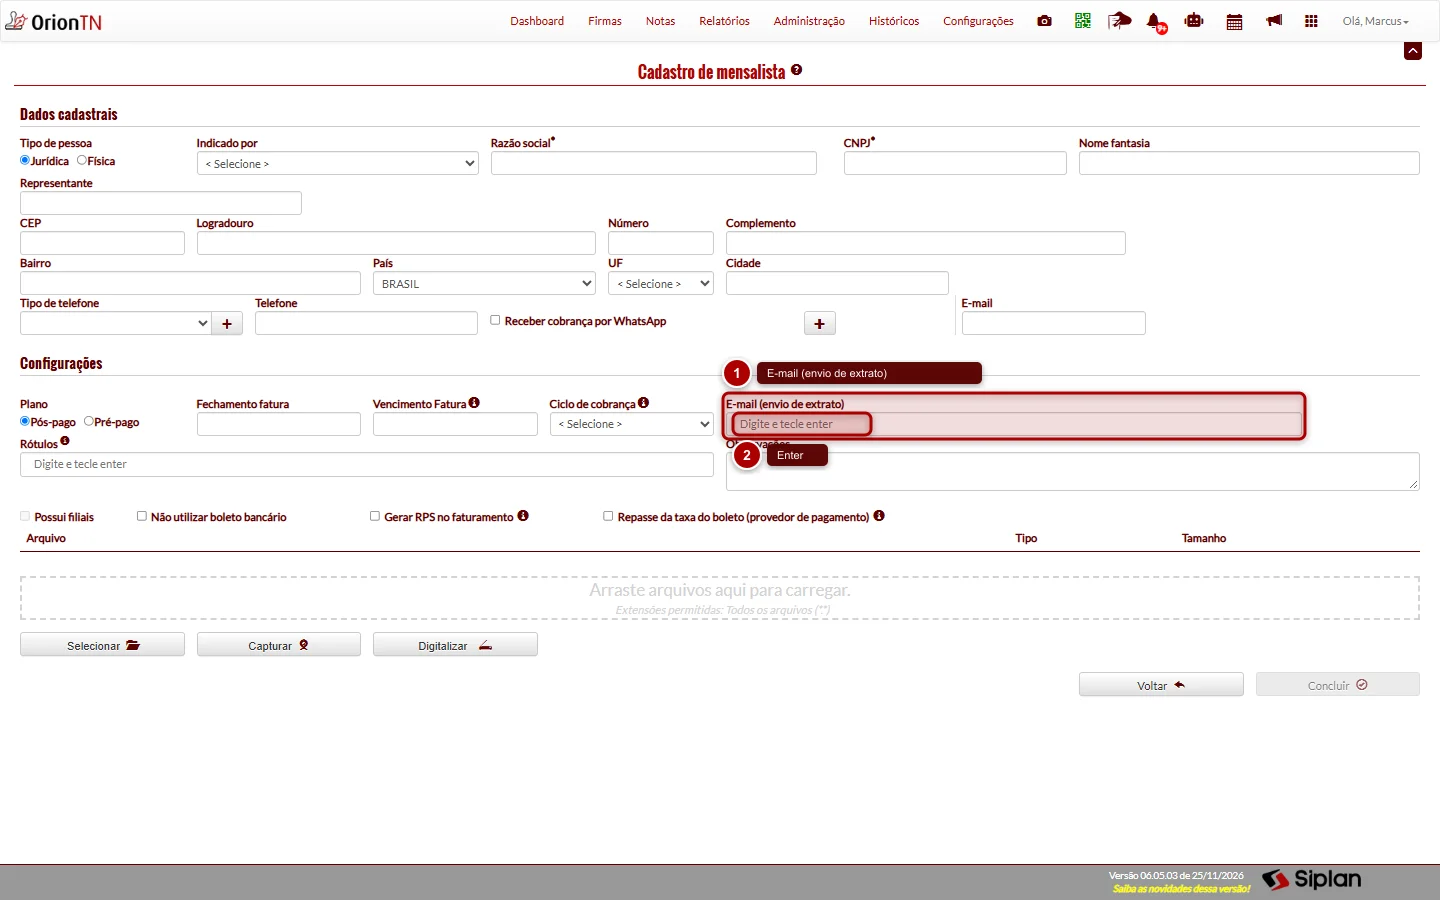 OrionTN Dashboard Firmas Notas Relatórios Administração Históricos Configurações 9+ Olá, Marcus
Cadastro de mensalista
Dados cadastrais
Tipo de pessoa Indicado por Razão social* CNPJ* Nome fantasia
Jurídica Física < Selecione >
Representante
CEP Logradouro Número Complemento
Bairro País UF Cidade
BRASIL < Selecione >
Tipo de telefone Telefone E-mail
+ Receber cobrança por WhatsApp +
Configurações
1 E-mail (envio de extrato)
Plano Fechamento fatura Vencimento Fatura Ciclo de cobrança E-mail (envio de extrato)
Pós-pago Pré-pago < Selecione > Digite e tecle enter
Rótulos
2 Enter
Digite e tecle enter
Possui filiais Não utilizar boleto bancário Gerar RPS no faturamento Repasse da taxa do boleto (provedor de pagamento)
Arquivo Tipo Tamanho
Arraste arquivos aqui para carregar.
Extensões permitidas: Todos os arquivos (*.*)
Selecionar Capturar Digitalizar
Voltar Concluir
Versão 06.05.03 de 25/11/2026
Saiba as novidades dessa versão!
Siplan